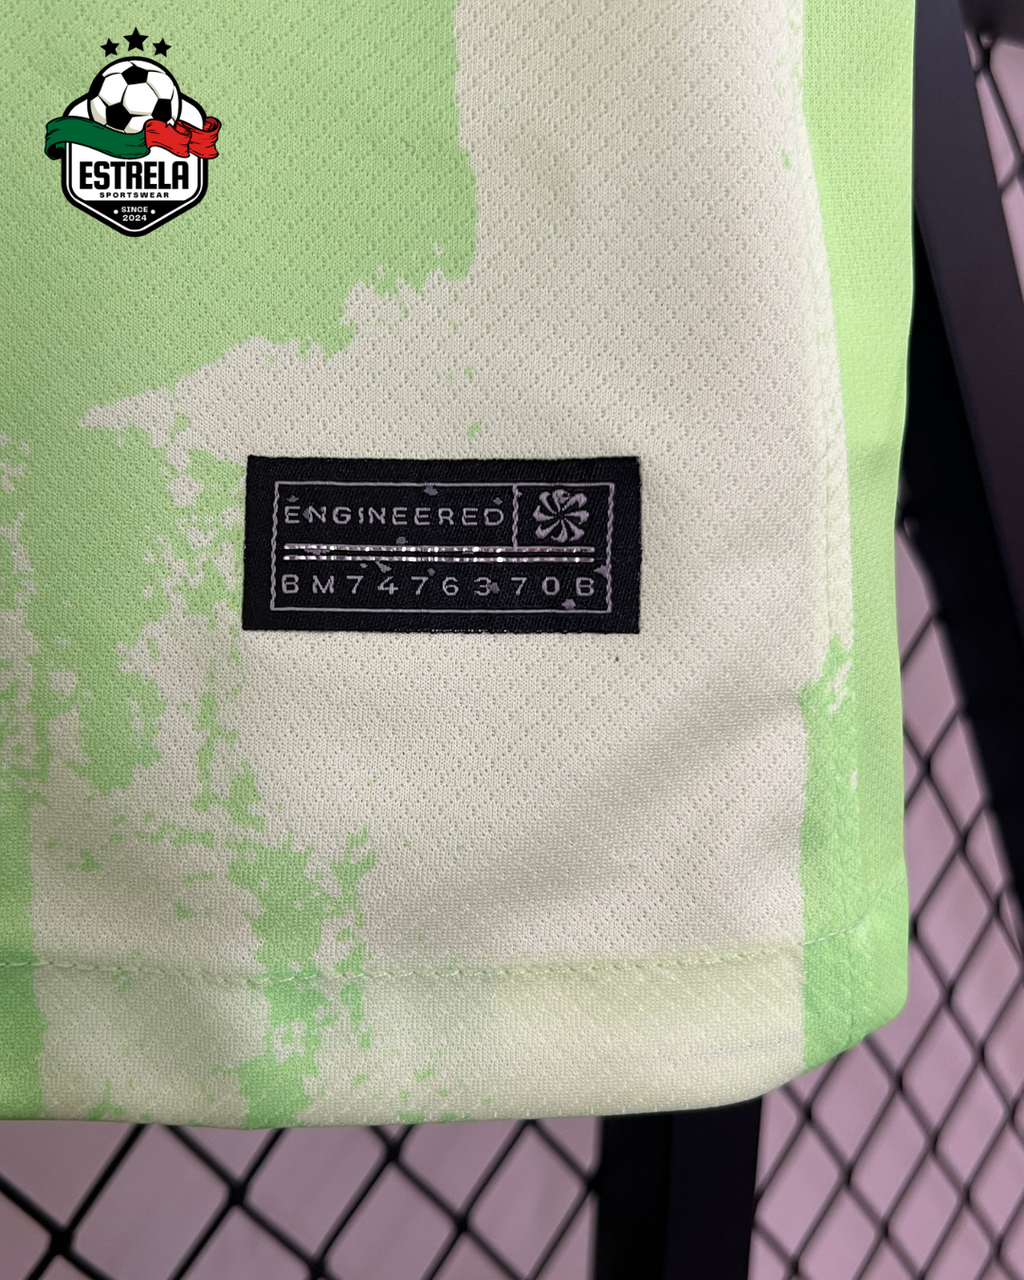 ESTRELA
SPORTSWEAR
SINCE
2024
ENGINEERED
BM7476370B